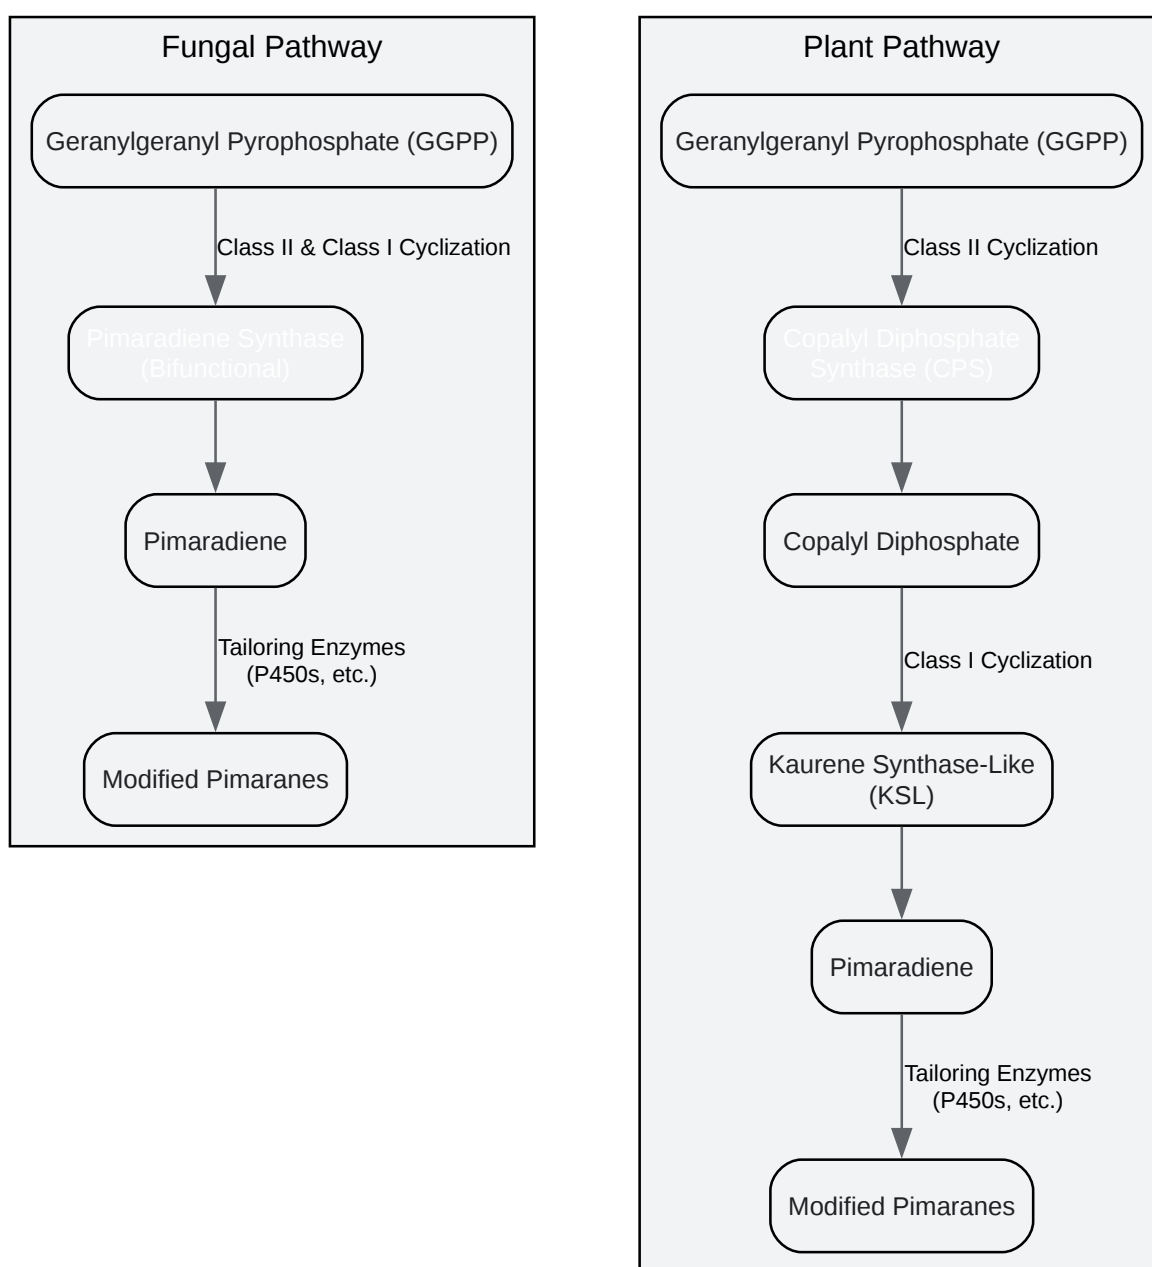 Fungal Pathway
Geranylgeranyl Pyrophosphate (GGPP)
Class II & Class I Cyclization
Pimaradiene Synthase
(Bifunctional)
Pimaradiene
Tailoring Enzymes
(P450s, etc.)
Modified Pimaranes
Plant Pathway
Geranylgeranyl Pyrophosphate (GGPP)
Class II Cyclization
Copalyl Diphosphate
Synthase (CPS)
Copalyl Diphosphate
Class I Cyclization
Kaurene Synthase-Like
(KSL)
Pimaradiene
Tailoring Enzymes
(P450s, etc.)
Modified Pimaranes